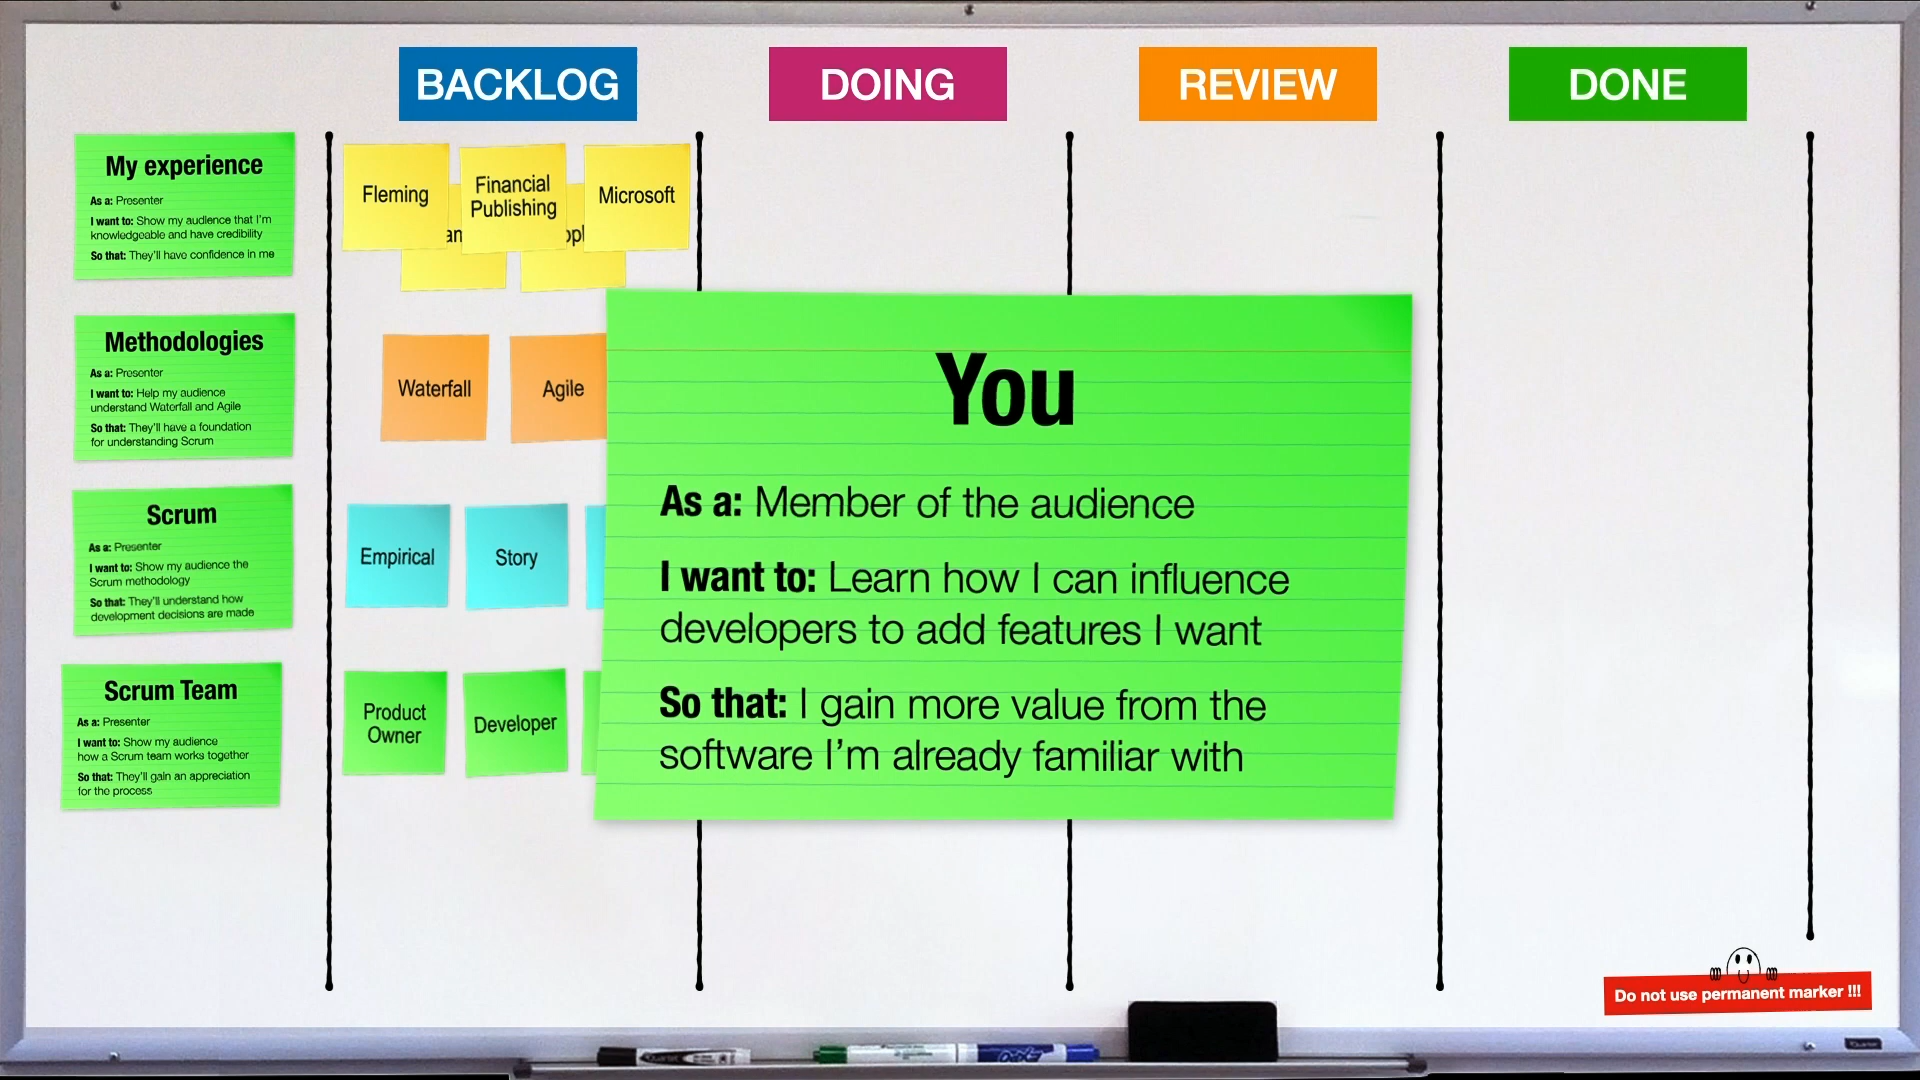 BACKLOG
DOING
REVIEW
DONE
My experience
As a: Presenter
I want to: Show my audience that I'm
knowledgeable and have credibility
So that: They'll have confidence in me
Fleming
Financial
Publishing
Microsoft
Methodologies
As a: Presenter
I want to: Help my audience
understand Waterfall and Agile
So that: They'll have a foundation
for understanding Scrum
Waterfall
Agile
Scrum
As a: Presenter
I want to: Show my audience the
Scrum methodology
So that: They'll understand how
development decisions are made
Empirical
Story
Scrum Team
As a: Presenter
I want to: Show my audience
how a Scrum team works together
So that: They'll gain an appreciation
for the process
Product
Owner
Developer
You
As a: Member of the audience
I want to: Learn how I can influence
developers to add features I want
So that: I gain more value from the
software I'm already familiar with
Do not use permanent marker !!!